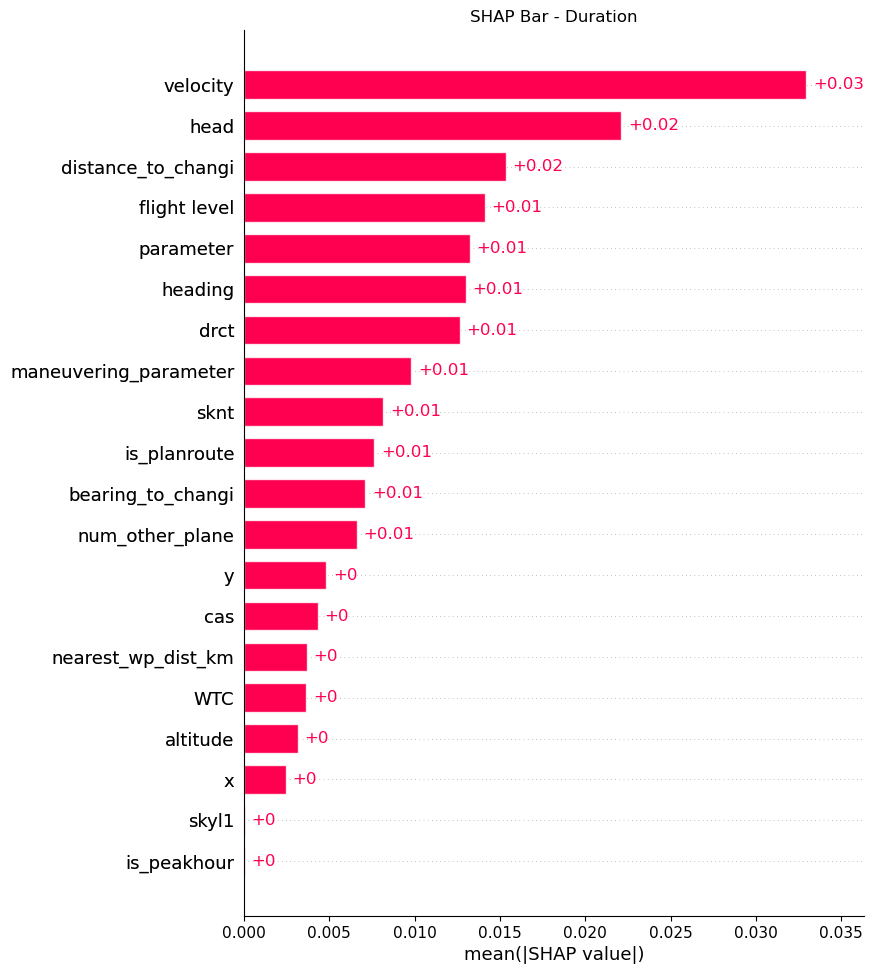 SHAP Bar - Duration
velocity +0.03
head +0.02
distance_to_changi +0.02
flight level +0.01
parameter +0.01
heading +0.01
drct +0.01
maneuvering_parameter +0.01
sknt +0.01
is_planroute +0.01
bearing_to_changi +0.01
num_other_plane +0.01
y +0
cas +0
nearest_wp_dist_km +0
WTC +0
altitude +0
x +0
skyl1 +0
is_peakhour +0
0.000 0.005 0.010 0.015 0.020 0.025 0.030 0.035
mean(|SHAP value|)